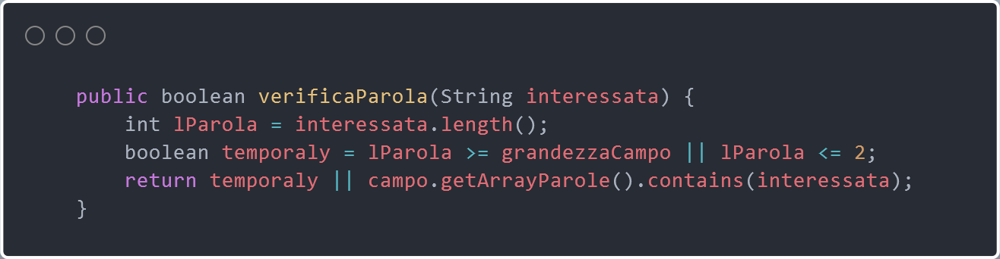 public boolean verificaParola(String interessata) {
    int lParola = interessata.length();
    boolean temporaly = lParola >= grandezzaCampo || lParola <= 2;
    return temporaly || campo.getArrayParole().contains(interessata);
}